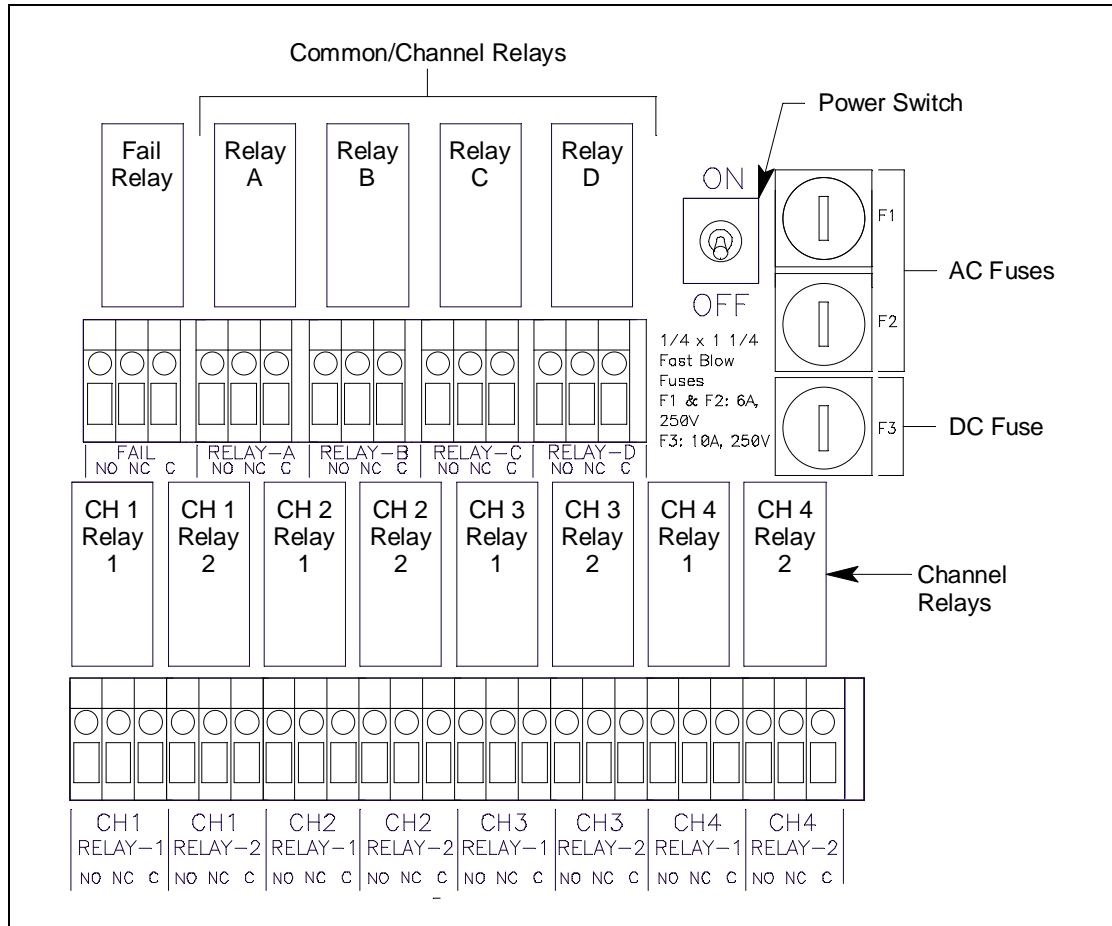 Common/Channel Relays
Power Switch
Fail
Relay
Relay
A
Relay
B
Relay
C
Relay
D
ON
OFF
F1
AC Fuses
F2
1/4 x 1 1/4
Fast Blow
Fuses
F1 & F2: 6A,
250V
F3: 10A, 250V
F3
DC Fuse
FAIL
NO NC C
RELAY-A
NO NC C
RELAY-B
NO NC C
RELAY-C
NO NC C
RELAY-D
NO NC C
CH 1
Relay
1
CH 1
Relay
2
CH 2
Relay
1
CH 2
Relay
2
CH 3
Relay
1
CH 3
Relay
2
CH 4
Relay
1
CH 4
Relay
2
Channel
Relays
CH1
RELAY-1
NO NC C
CH1
RELAY-2
NO NC C
CH2
RELAY-1
NO NC C
CH2
RELAY-2
NO NC C
CH3
RELAY-1
NO NC C
CH3
RELAY-2
NO NC C
CH4
RELAY-1
NO NC C
CH4
RELAY-2
NO NC C